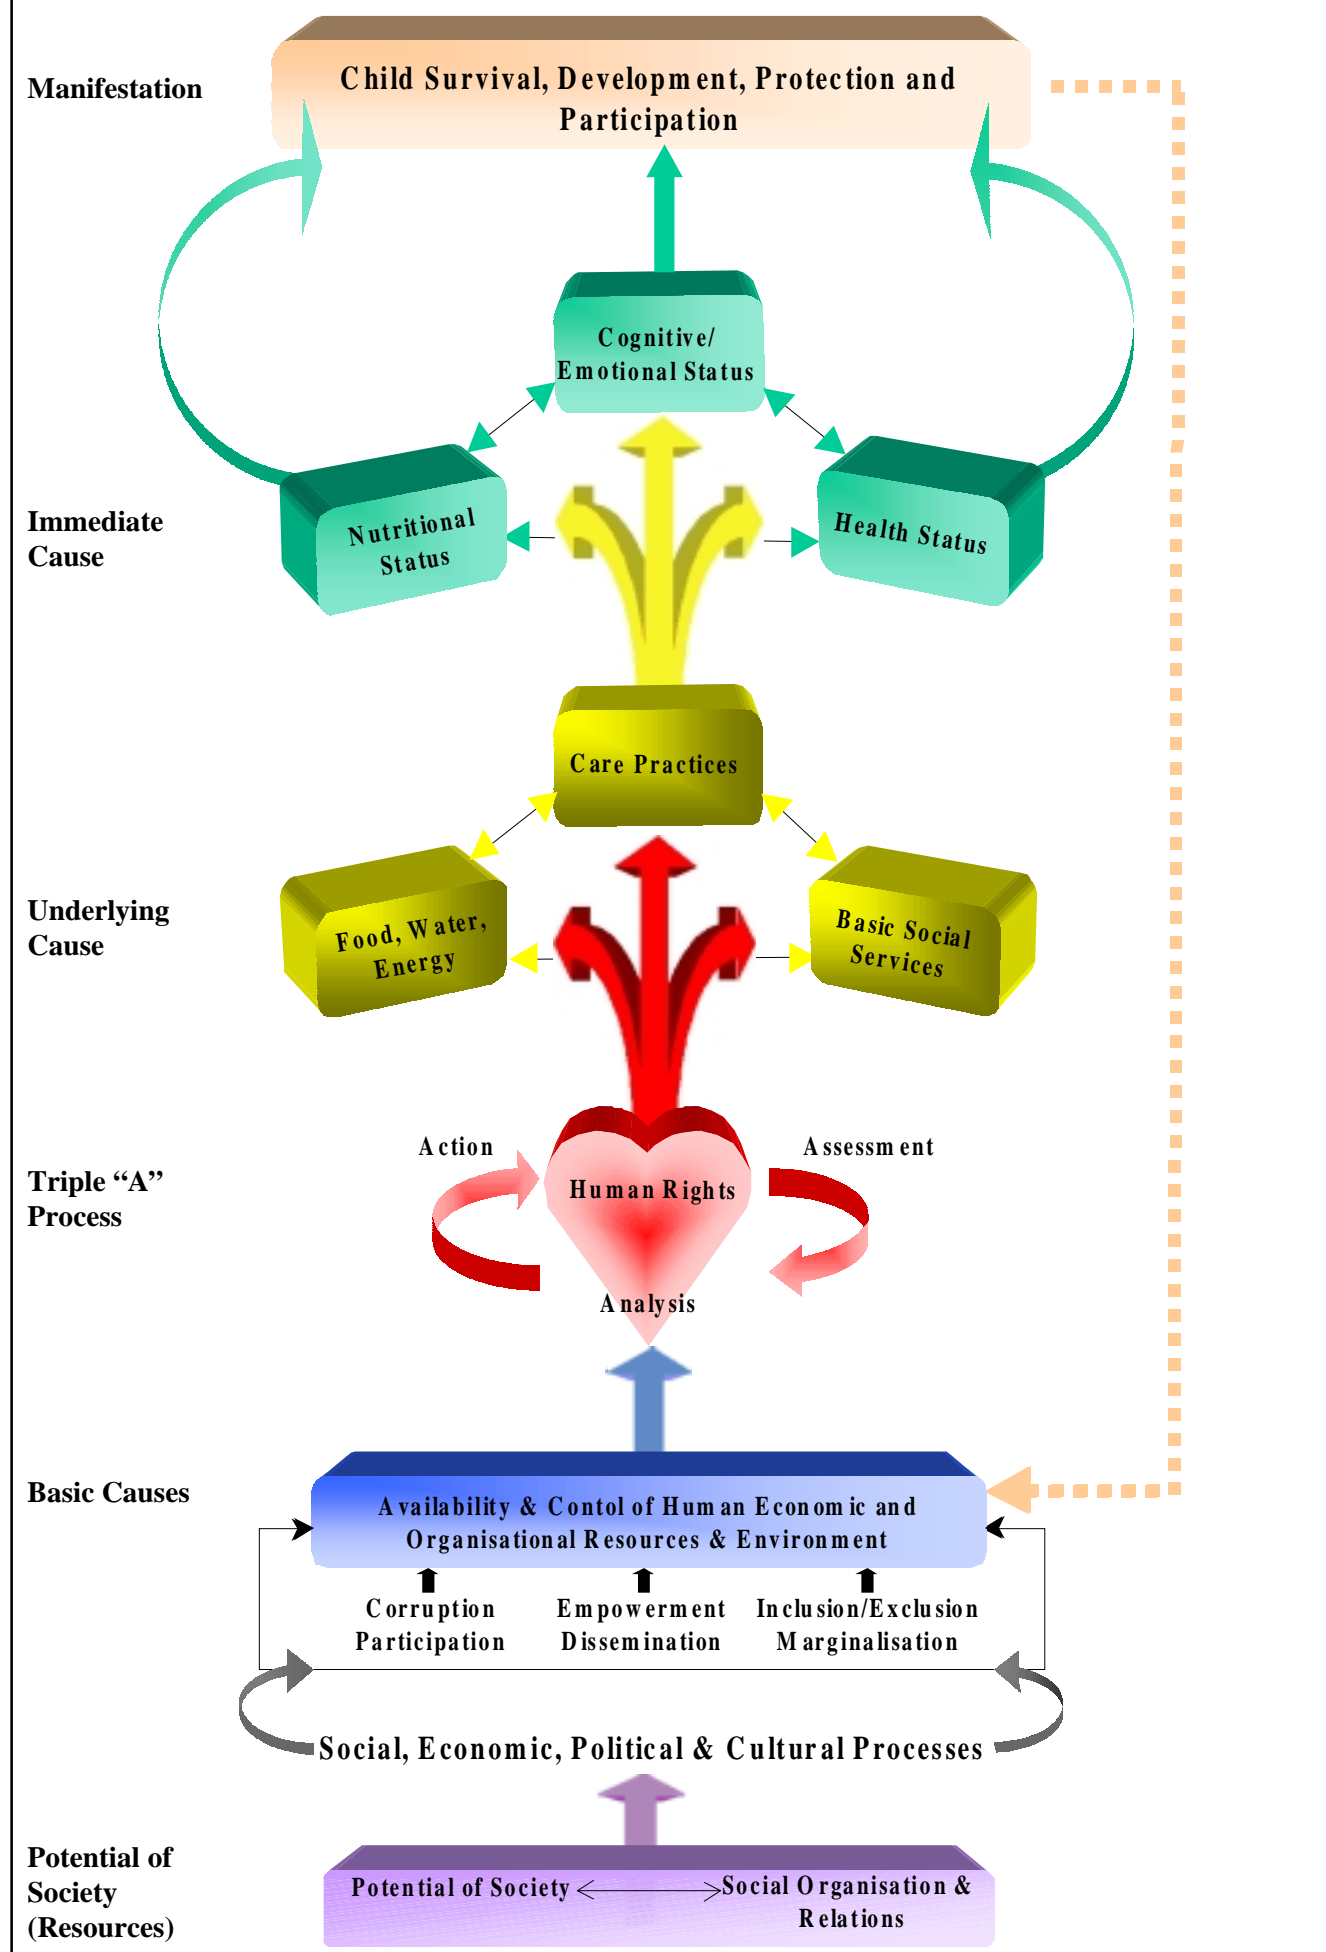 Manifestation
Child Survival, Development, Protection and
Participation
Cognitive/
Emotional Status
Immediate
Cause
Nutritional
Status
Health Status
Care Practices
Underlying
Cause
Food, Water,
Energy
Basic Social
Services
Triple “A”
Process
Action
Assessment
Human Rights
Analysis
Basic Causes
Availability & Contol of Human Economic and
Organisational Resources & Environment
Corruption
Participation
Empowerment
Dissemination
Inclusion/Exclusion
Marginalisation
Social, Economic, Political & Cultural Processes
Potential of
Society
(Resources)
Potential of Society
Social Organisation &
Relations